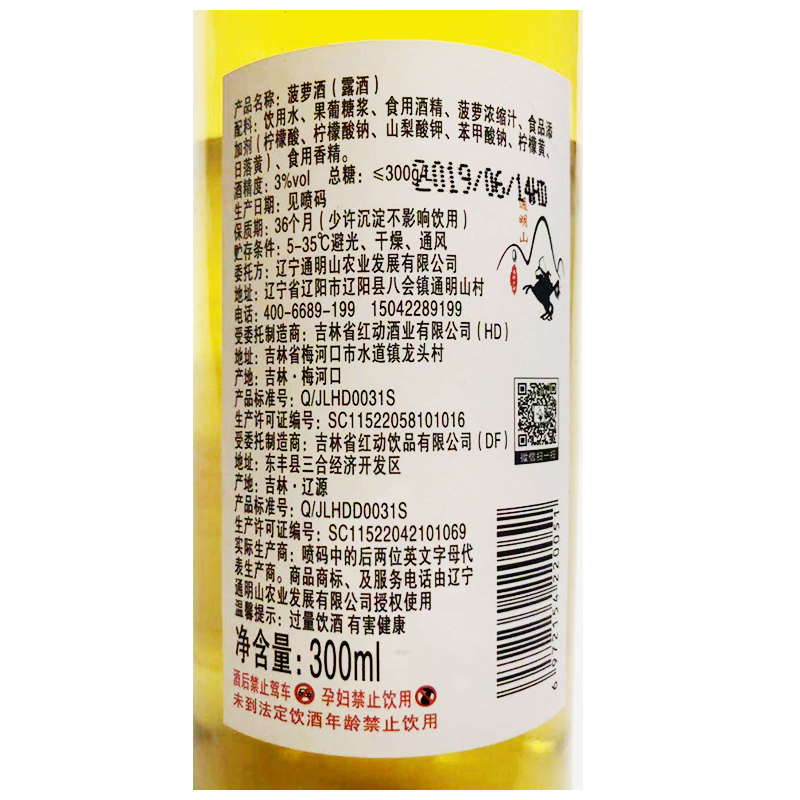 产品名称：菠萝酒（露酒）
配料：饮用水、果葡糖浆、食用酒精、菠萝浓缩汁、食品添
加剂（柠檬酸、柠檬酸钠、山梨酸钾、苯甲酸钠、柠檬黄、
日落黄）、食用香精。
酒精度：3%vol 总糖：≤300g/L
2019/06/14HD
生产日期：见喷码
保质期：36个月（少许沉淀不影响饮用）
贮存条件：5-35℃避光、干燥、通风
委托方：辽宁通明山农业发展有限公司
地址：辽宁省辽阳市辽阳县八会镇通明山村
电话：400-6689-199 15042289199
受委托制造商：吉林省红动酒业有限公司（HD）
地址：吉林省梅河口市水道镇龙头村
产地：吉林·梅河口
产品标准号：Q/JLHD0031S
生产许可证编号：SC11522058101016
受委托制造商：吉林省红动饮品有限公司（DF）
地址：东丰县三合经济开发区
产地：吉林·辽源
产品标准号：Q/JLHDD0031S
生产许可证编号：SC11522042101069
实际生产商：喷码中的后两位英文字母代
表生产商。商品商标、及服务电话由辽宁
通明山农业发展有限公司授权使用
温馨提示：过量饮酒 有害健康
净含量：300ml
酒后禁止驾车 孕妇禁止饮用
未到法定饮酒年龄禁止饮用
通明山
微信扫一扫
6972154220051